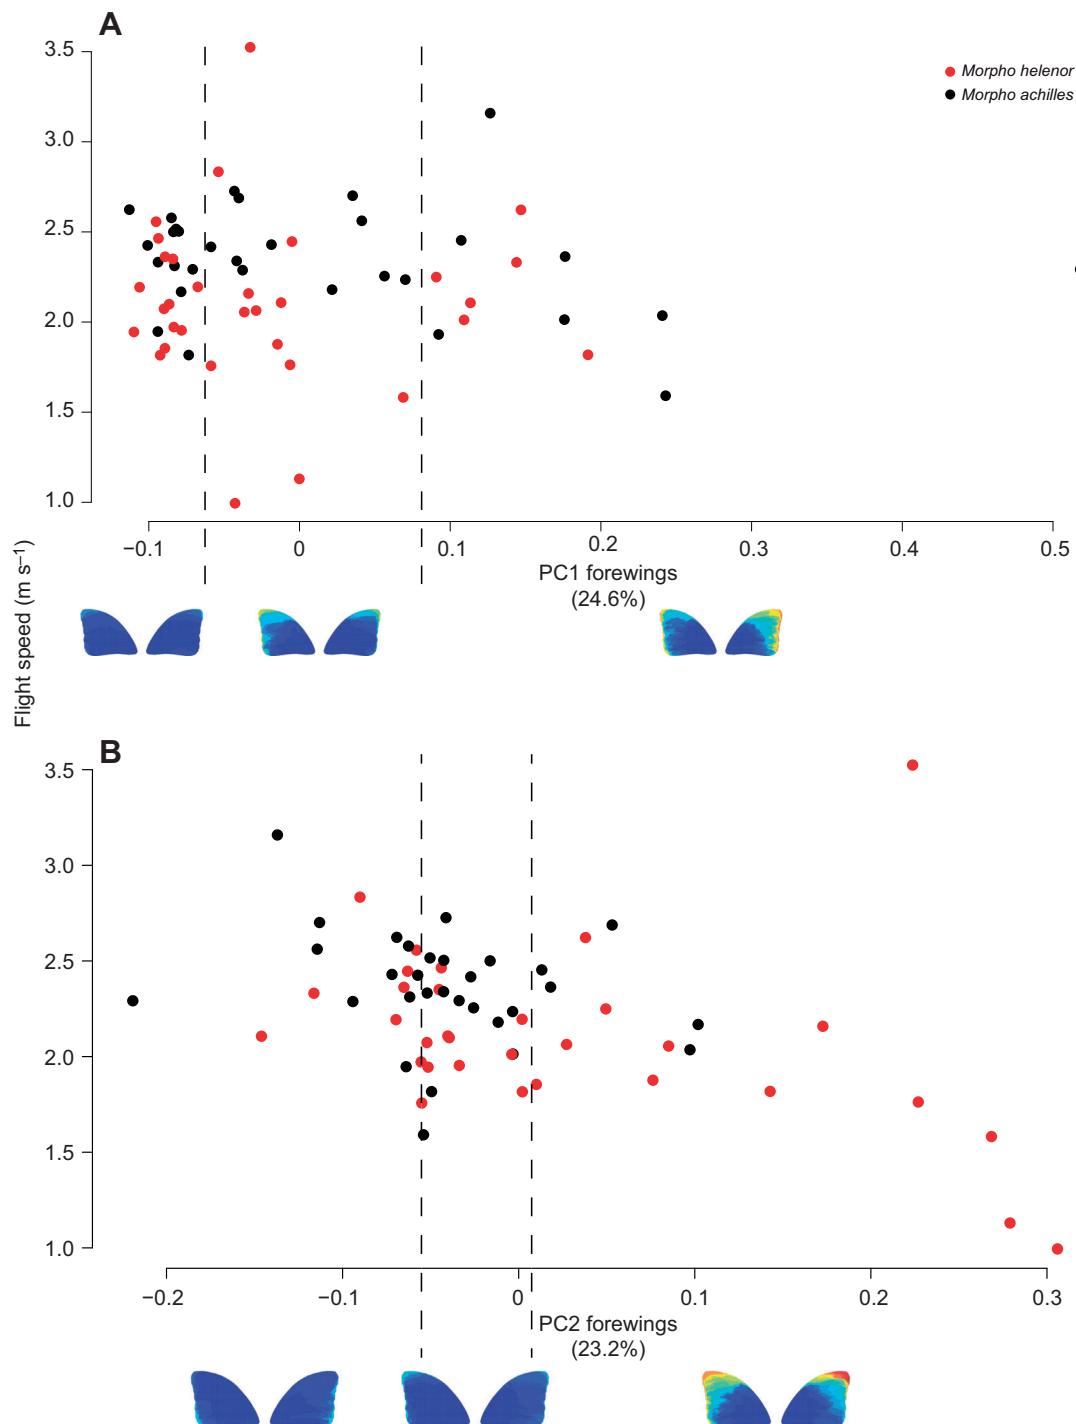 A
3.5
3.0
2.5
2.0
1.5
1.0
Morpho helenor
Morpho achilles
−0.1 0 0.1 0.2 0.3 0.4 0.5
PC1 forewings
(24.6%)
Flight speed (m s−1)
B
3.5
3.0
2.5
2.0
1.5
1.0
−0.2 −0.1 0 0.1 0.2 0.3
PC2 forewings
(23.2%)